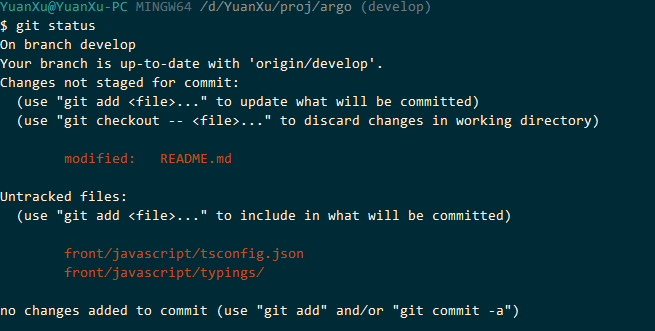 YuanXu@YuanXu-PC MINGW64 /d/YuanXu/proj/argo (develop)
$ git status
On branch develop
Your branch is up-to-date with 'origin/develop'.
Changes not staged for commit:
  (use "git add <file>..." to update what will be committed)
  (use "git checkout -- <file>..." to discard changes in working directory)

        modified:   README.md

Untracked files:
  (use "git add <file>..." to include in what will be committed)

        front/javascript/tsconfig.json
        front/javascript/typings/

no changes added to commit (use "git add" and/or "git commit -a")